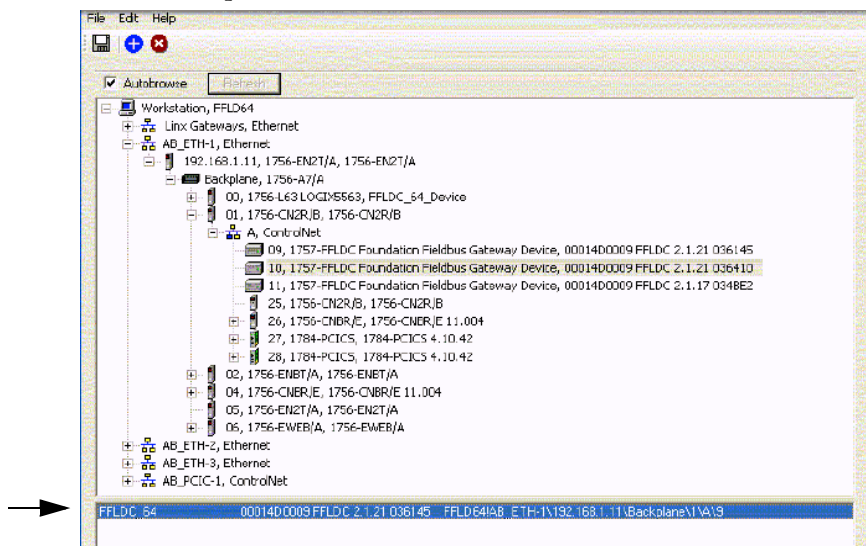 File Edit Help
Autobrowse Refresh
Workstation, FFLD64
Linx Gateways, Ethernet
AB_ETH-1, Ethernet
192.168.1.11, 1756-EN2T/A, 1756-EN2T/A
Backplane, 1756-A7/A
00, 1756-L63 LOGIX5563, FFLDC_64_Device
01, 1756-CN2R/B, 1756-CN2R/B
A, ControlNet
09, 1757-FFLDC Foundation Fieldbus Gateway Device, 00014D0009 FFLDC 2.1.21 036145
10, 1757-FFLDC Foundation Fieldbus Gateway Device, 00014D0009 FFLDC 2.1.21 036410
11, 1757-FFLDC Foundation Fieldbus Gateway Device, 00014D0009 FFLDC 2.1.17 034BE2
25, 1756-CN2R/B, 1756-CN2R/B
26, 1756-CNBR/E, 1756-CNBR/E 11.004
27, 1784-PCICS, 1784-PCICS 4.10.42
28, 1784-PCICS, 1784-PCICS 4.10.42
02, 1756-ENBT/A, 1756-ENBT/A
04, 1756-CNBR/E, 1756-CNBR/E 11.004
05, 1756-EN2T/A, 1756-EN2T/A
06, 1756-EWEB/A, 1756-EWEB/A
AB_ETH-2, Ethernet
AB_ETH-3, Ethernet
AB_PCIC-1, ControlNet
FFLDC_64 00014D0009 FFLDC 2.1.21 036145 FFLD64!AB_ETH-1\192.168.1.11\Backplane\1\A\9